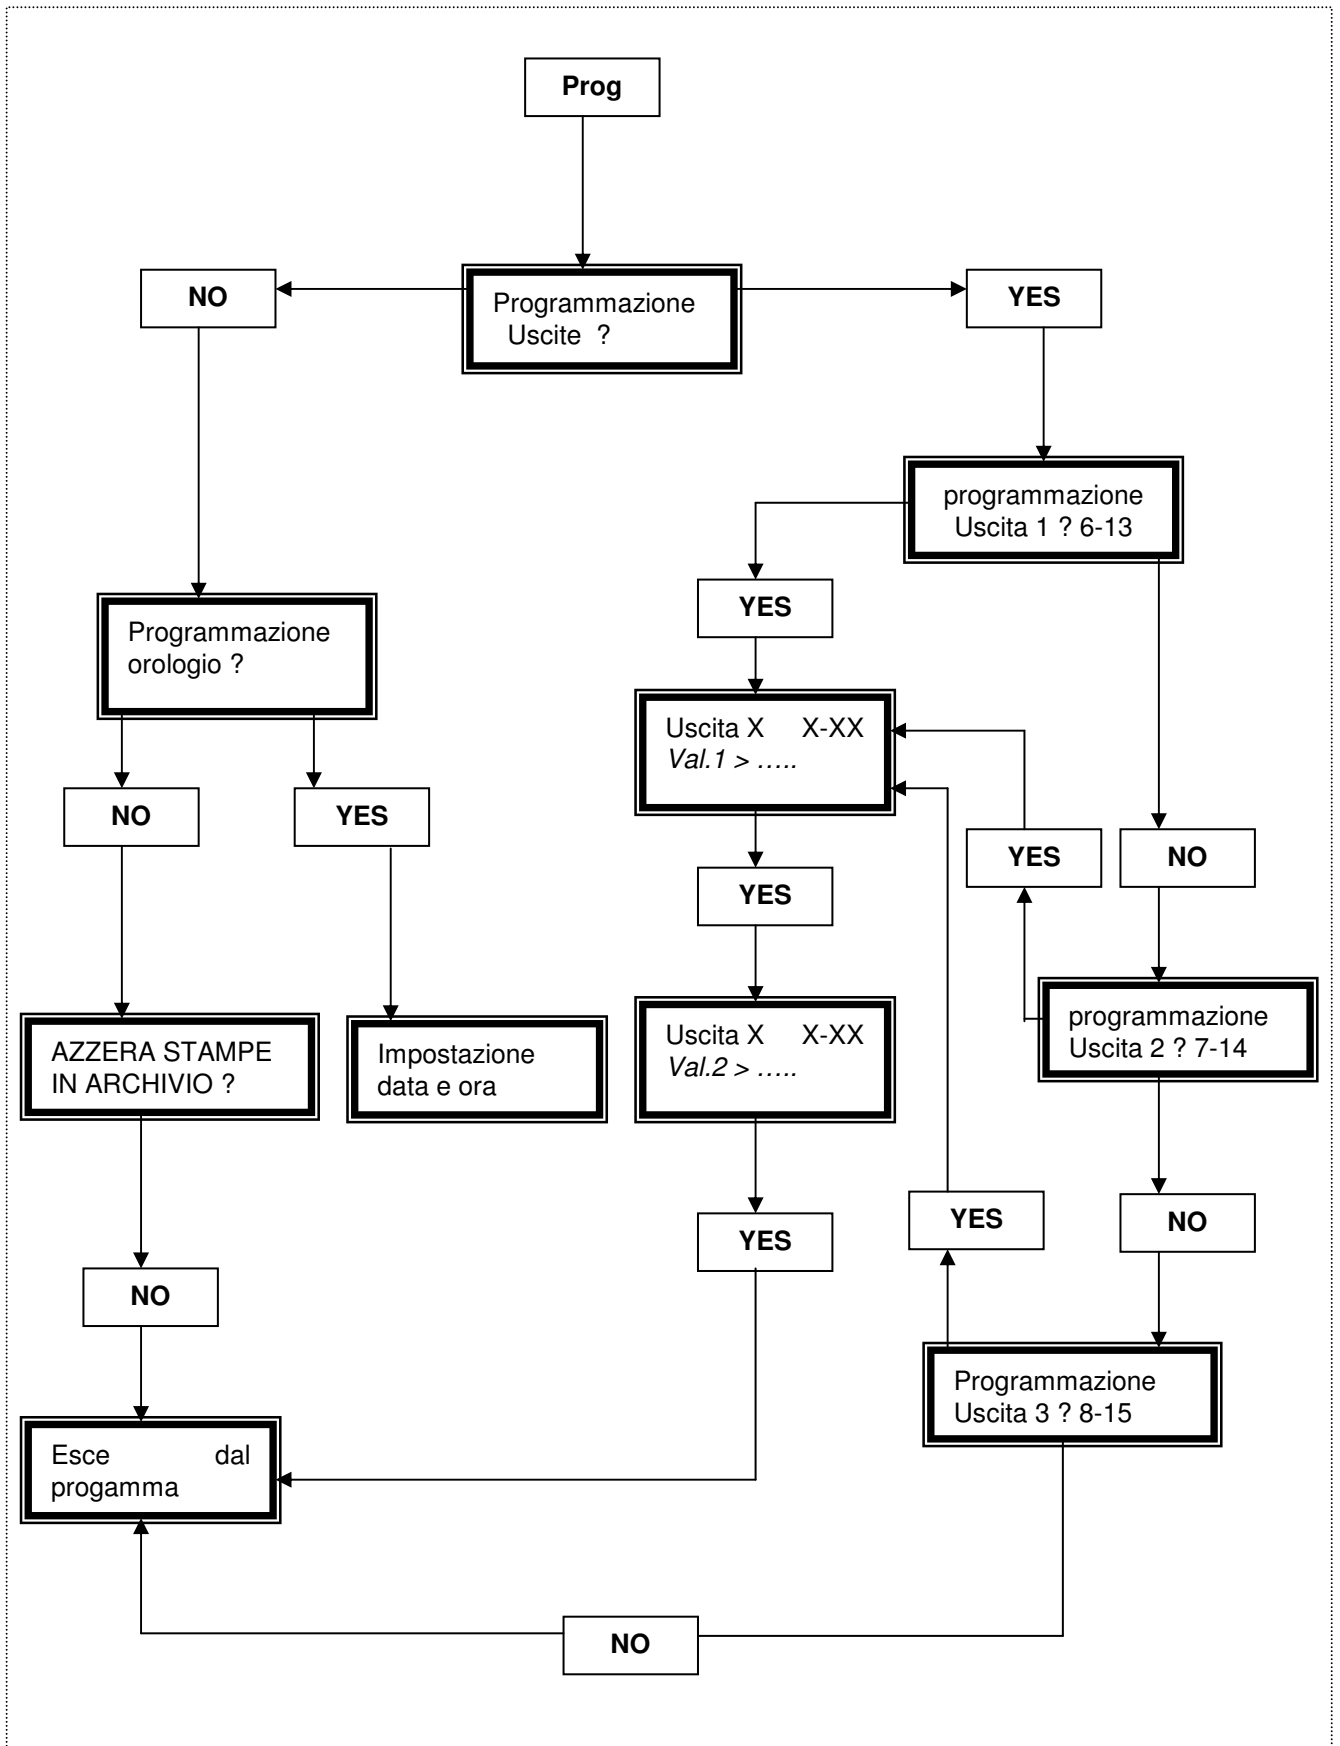 Prog
NO
Programmazione
Uscite ?
YES
programmazione
Uscita 1 ? 6-13
YES
Programmazione
orologio ?
Uscita X X-XX
Val.1 > .....
NO
YES
YES
NO
YES
programmazione
Uscita 2 ? 7-14
Uscita X X-XX
Val.2 > .....
AZZERA STAMPE
IN ARCHIVIO ?
Impostazione
data e ora
YES
NO
YES
NO
Programmazione
Uscita 3 ? 8-15
Esce dal
progamma
NO